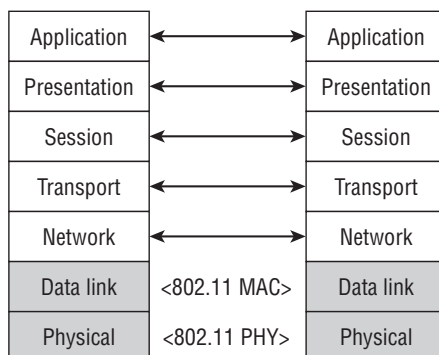 Application Application
Presentation Presentation
Session Session
Transport Transport
Network Network
Data link <802.11 MAC> Data link
Physical <802.11 PHY> Physical